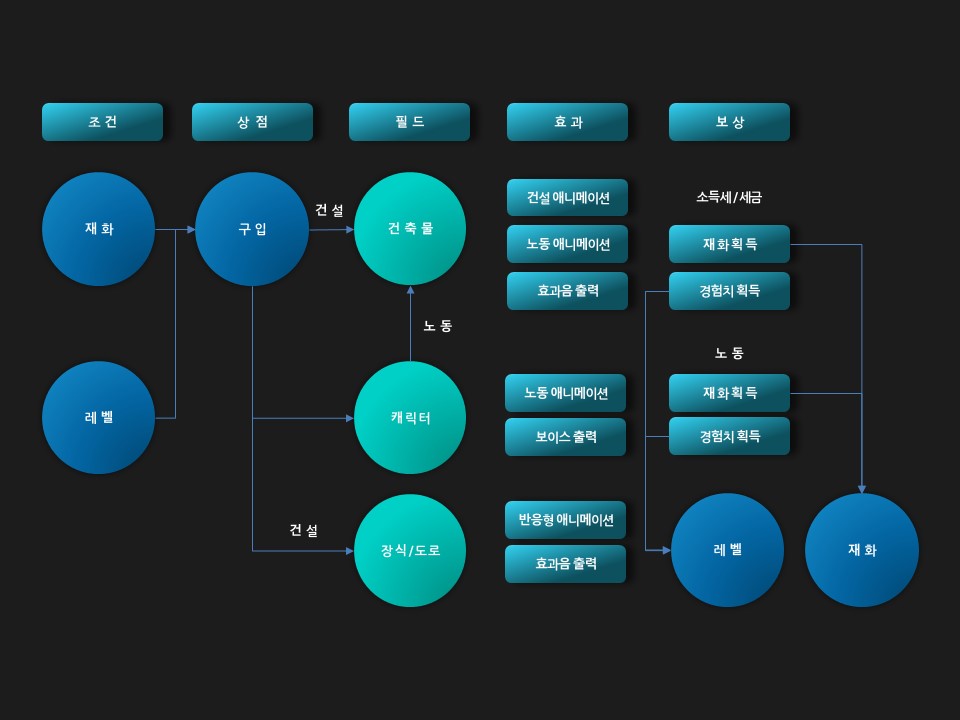 조 건
상 점
필 드
효 과
보 상
재 화
구 입
건 설
건 축 물
건설 애니메이션
노동 애니메이션
효과음 출력
소득세/세금
재화획득
경험치 획득
노 동
노 동
레 벨
캐릭터
노동 애니메이션
보이스 출력
재화획득
경험치 획득
건 설
장식/도로
반응형 애니메이션
효과음 출력
레 벨
재 화